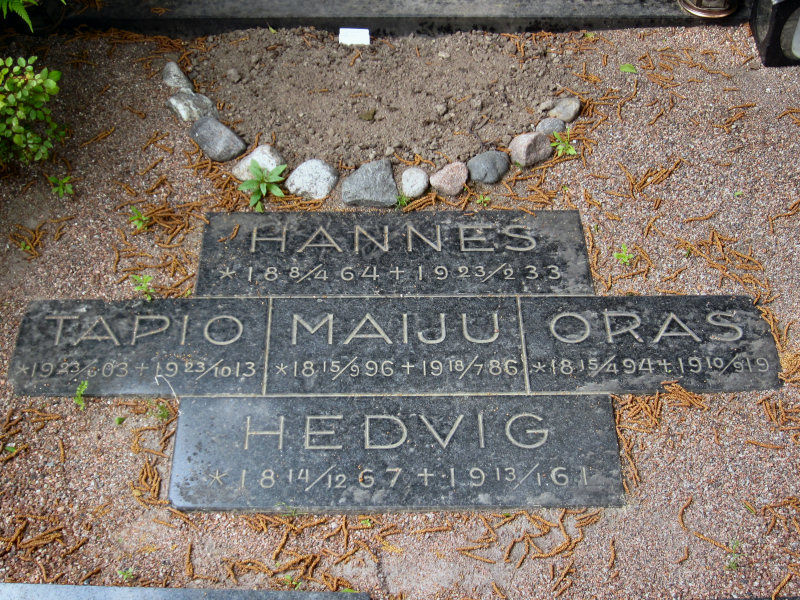 HANNES
* 18 8/4 64 + 19 23/2 33
TAPIO
* 19 23/6 03 + 19 23/10 13
MAIJU
* 18 15/9 96 + 19 18/7 86
ORAS
* 18 15/4 94 + 19 10/9 19
HEDVIG
* 18 14/12 67 + 19 13/1 61